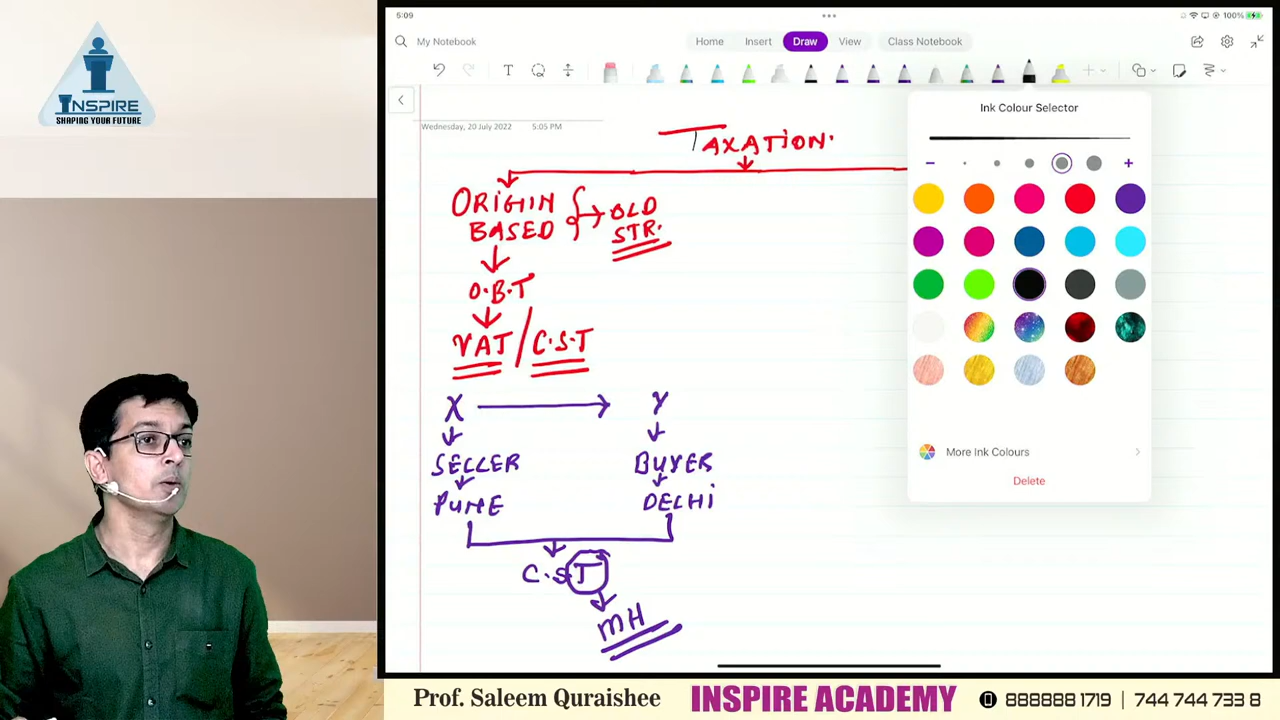 INSPIRE
SHAPING YOUR FUTURE
5:09
100%
My Notebook
Home
Insert
Draw
View
Class Notebook
Wednesday, 20 July 2022
5:05 PM
Ink Colour Selector
More Ink Colours
Delete
TAXATION.
ORIGIN
BASED
OLD
STR.
O.B.T
VAT / C.S.T
X
Y
SELLER
BUYER
PUNE
DELHI
C.S.T
MH
Prof. Saleem Quraishee
INSPIRE ACADEMY
888888 1719 | 744 744 733 8